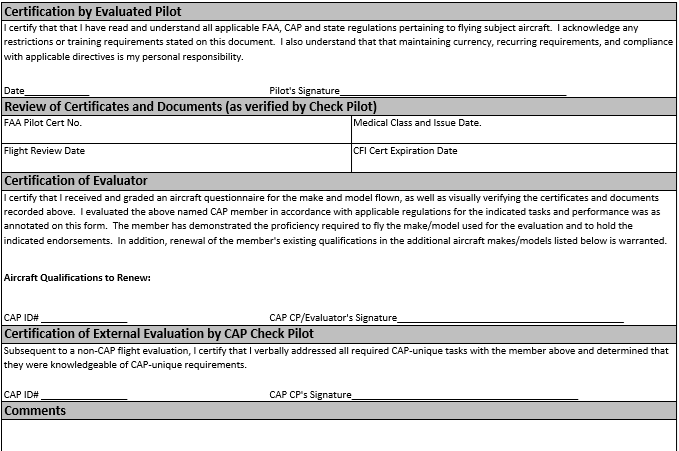 Certification by Evaluated Pilot
I certify that that I have read and understand all applicable FAA, CAP and state regulations pertaining to flying subject aircraft.  I acknowledge any
restrictions or training requirements stated on this document.  I also understand that that maintaining currency, recurring requirements, and compliance
with applicable directives is my personal responsibility.
Date____________ Pilot's Signature__________________________________________
Review of Certificates and Documents (as verified by Check Pilot)
FAA Pilot Cert No. Medical Class and Issue Date.
Flight Review Date CFI Cert Expiration Date
Certification of Evaluator
I certify that I received and graded an aircraft questionnaire for the make and model flown, as well as visually verifying the certificates and documents
recorded above.  I evaluated the above named CAP member in accordance with applicable regulations for the indicated tasks and performance was as
annotated on this form.  The member has demonstrated the proficiency required to fly the make/model used for the evaluation and to hold the
indicated endorsements.  In addition, renewal of the member's existing qualifications in the additional aircraft makes/models listed below is warranted.
Aircraft Qualifications to Renew:
CAP ID# ________________ CAP CP/Evaluator's Signature__________________________________________
Certification of External Evaluation by CAP Check Pilot
Subsequent to a non-CAP flight evaluation, I certify that I verbally addressed all required CAP-unique tasks with the member above and determined that
they were knowledgeable of CAP-unique requirements.
CAP ID# ________________ CAP CP's Signature__________________________________________
Comments